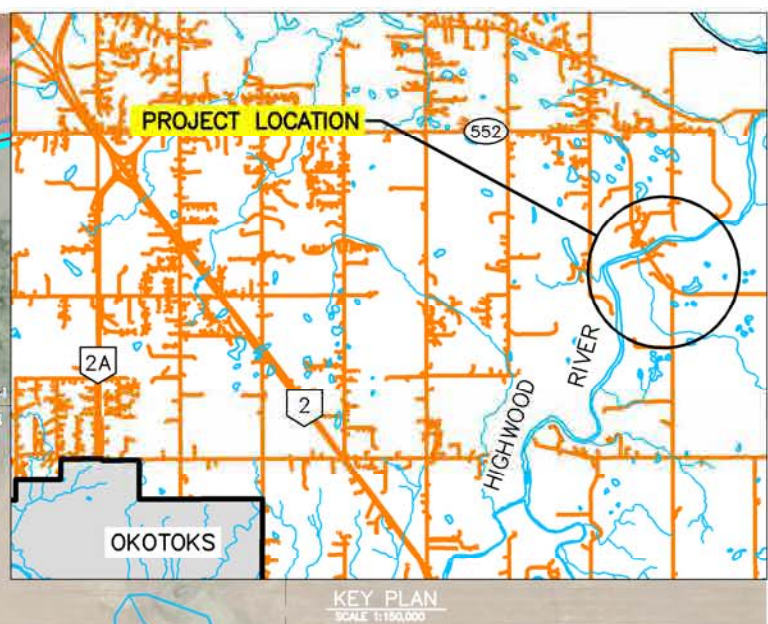 PROJECT LOCATION
552
2A
2
HIGHWOOD
RIVER
OKOTOKS
KEY PLAN
SCALE 1:150,000